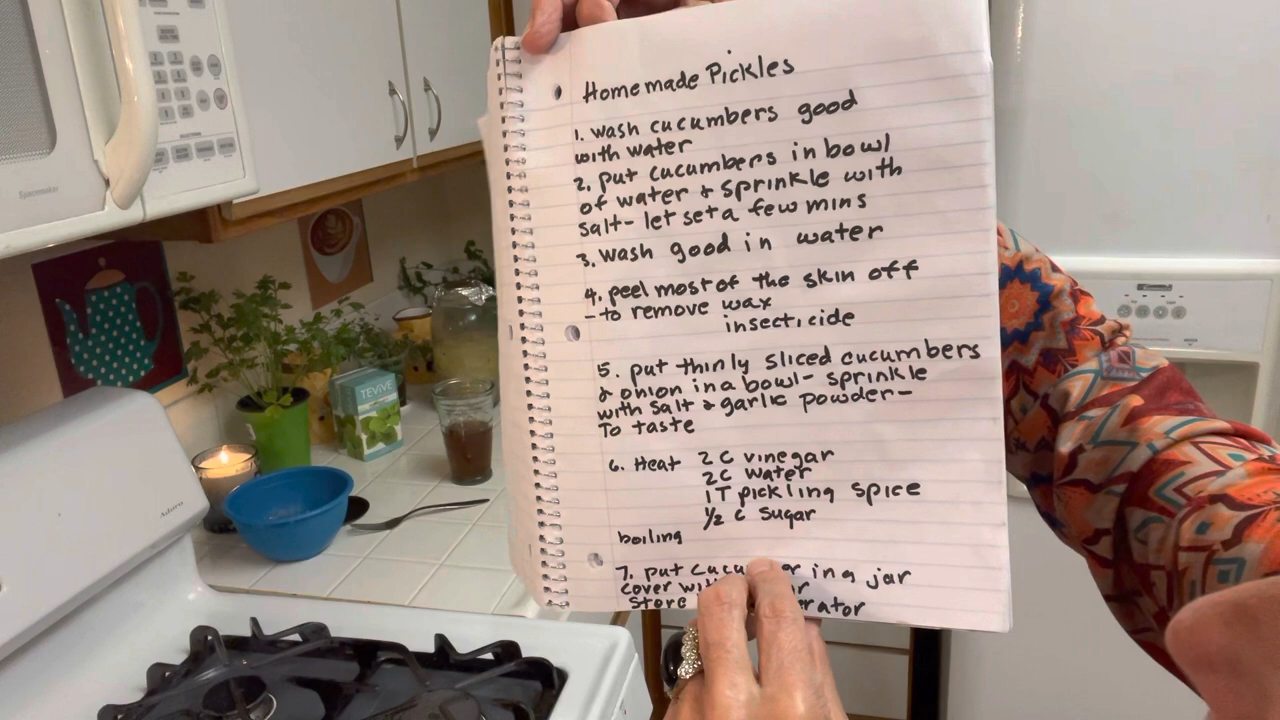 Homemade Pickles
1. wash cucumbers good
with water
2. put cucumbers in bowl
of water & sprinkle with
salt- let set a few mins
3. wash good in water
4. peel most of the skin off
- to remove wax
insecticide
5. put thinly sliced cucumbers
& onion in a bowl- sprinkle
with salt & garlic powder-
To taste
6. Heat 2 C vinegar
2C water
1T pickling spice
1/2 C Sugar
boiling
7. put in a jar
cover
Store
Spacemaker
TEVIVE